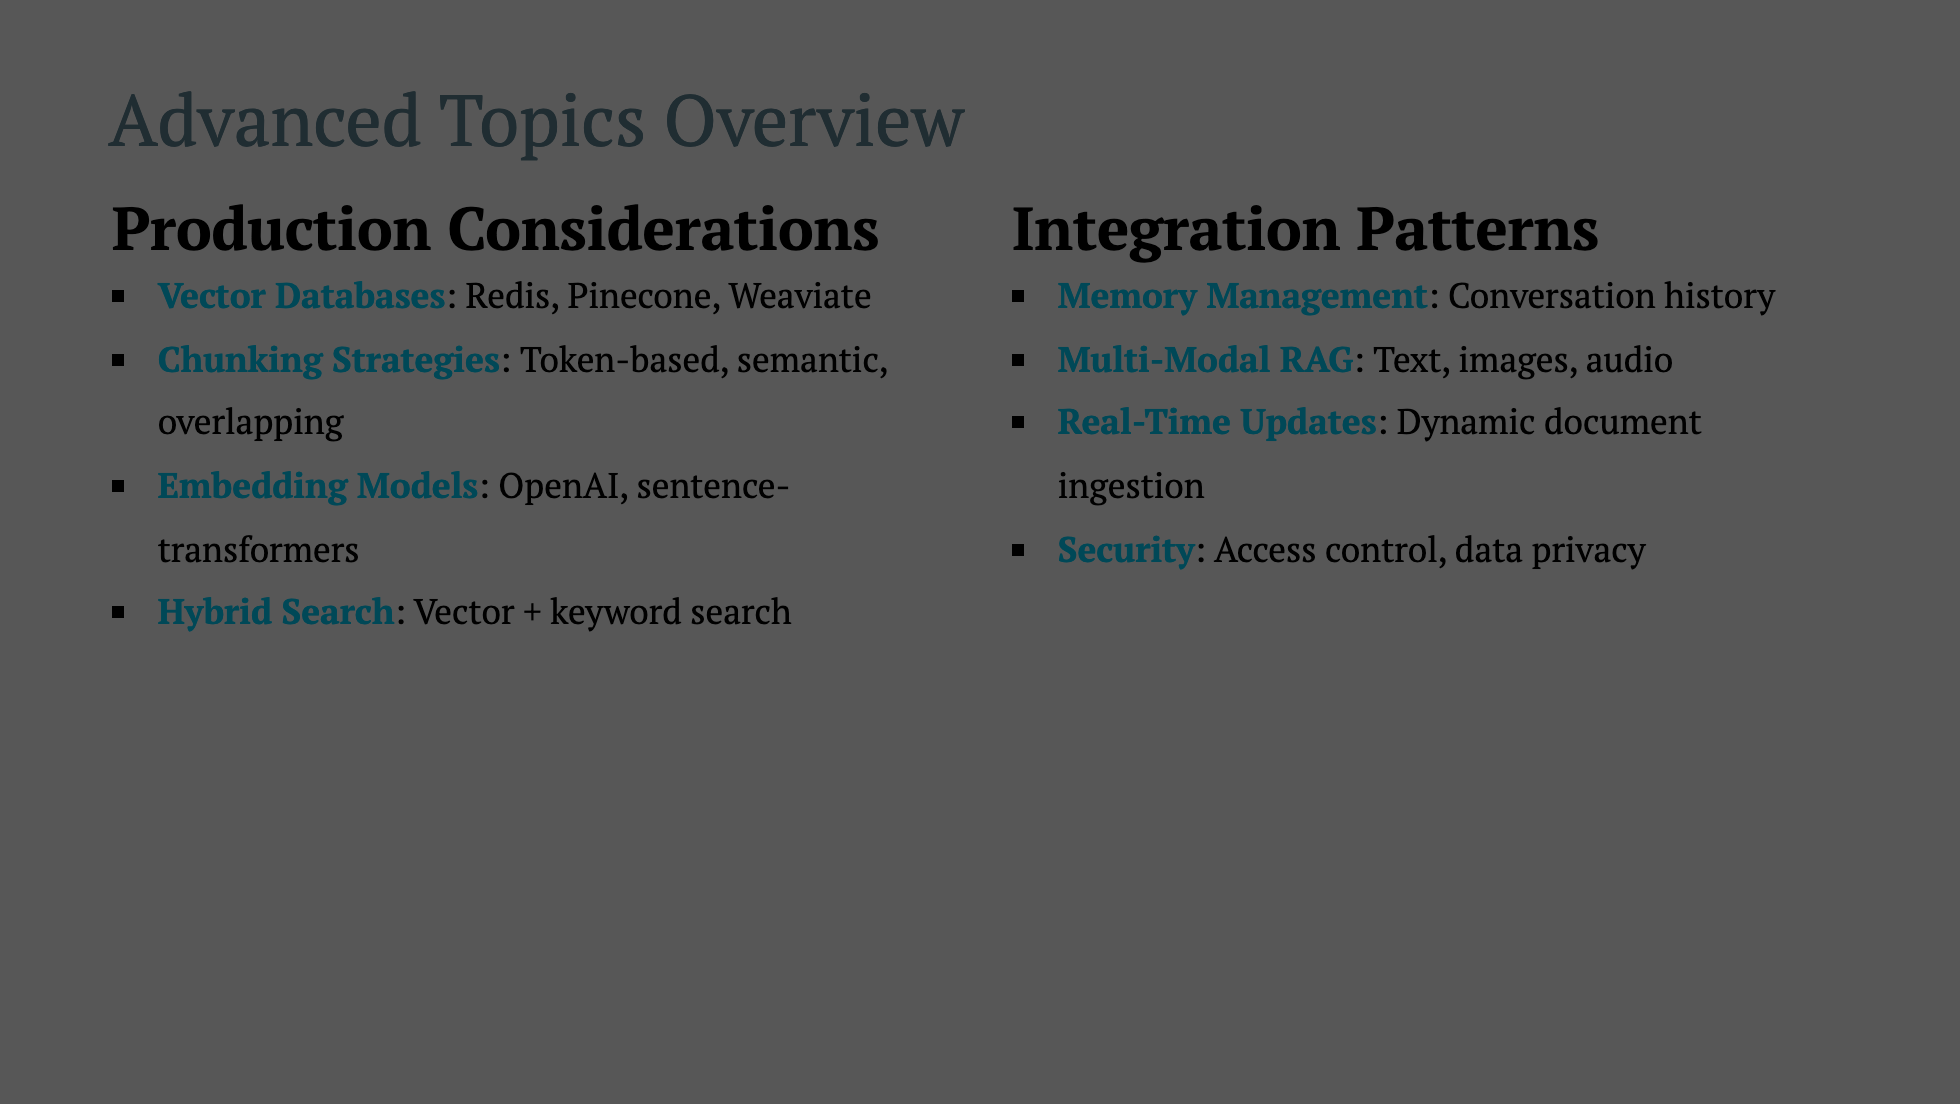 Advanced Topics Overview
Production Considerations
Vector Databases: Redis, Pinecone, Weaviate
Chunking Strategies: Token-based, semantic,
overlapping
Embedding Models: OpenAI, sentence-
transformers
Hybrid Search: Vector + keyword search
Integration Patterns
Memory Management: Conversation history
Multi-Modal RAG: Text, images, audio
Real-Time Updates: Dynamic document
ingestion
Security: Access control, data privacy